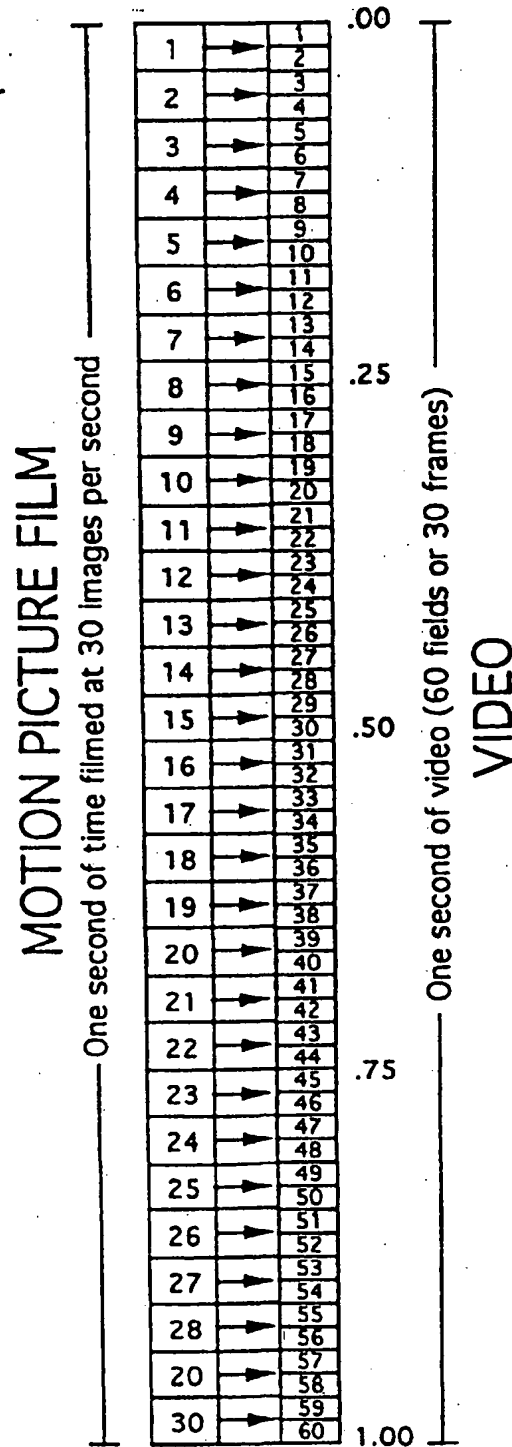 MOTION PICTURE FILM
One second of time filmed at 30 images per second
1 1 2 .00
2 3 4
3 5 6
4 7 8
5 9 10
6 11 12
7 13 14
8 15 16 .25
9 17 18
10 19 20
11 21 22
12 23 24
13 25 26
14 27 28
15 29 30 .50
16 31 32
17 33 34
18 35 36
19 37 38
20 39 40
21 41 42
22 43 44
23 45 46 .75
24 47 48
25 49 50
26 51 52
27 53 54
28 55 56
20 57 58
30 59 60 1.00
One second of video (60 fields or 30 frames)
VIDEO